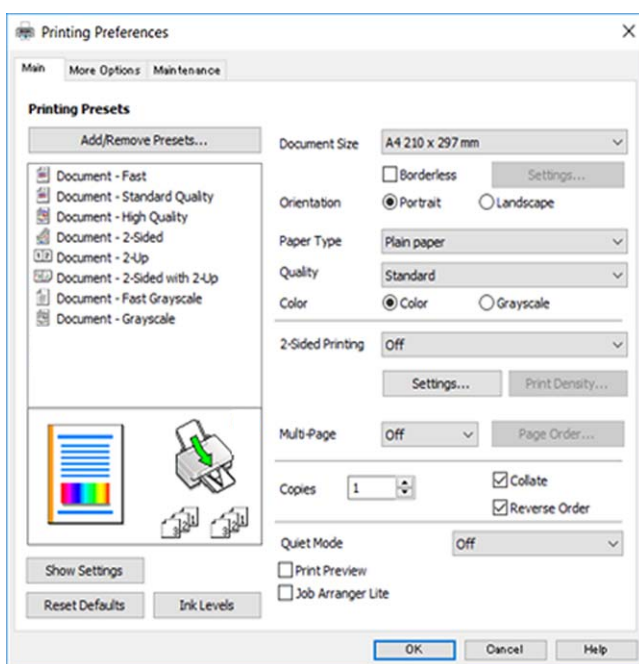 Printing Preferences
Main More Options Maintenance
Printing Presets
Add/Remove Presets...
Document - Fast
Document - Standard Quality
Document - High Quality
Document - 2-Sided
Document - 2-Up
Document - 2-Sided with 2-Up
Document - Fast Grayscale
Document - Grayscale
Show Settings
Reset Defaults Ink Levels
Document Size A4 210 x 297 mm
Borderless Settings...
Orientation Portrait Landscape
Paper Type Plain paper
Quality Standard
Color Color Grayscale
2-Sided Printing Off
Settings... Print Density...
Multi-Page Off Page Order...
Copies 1 Collate
Reverse Order
Quiet Mode Off
Print Preview
Job Arranger Lite
OK Cancel Help